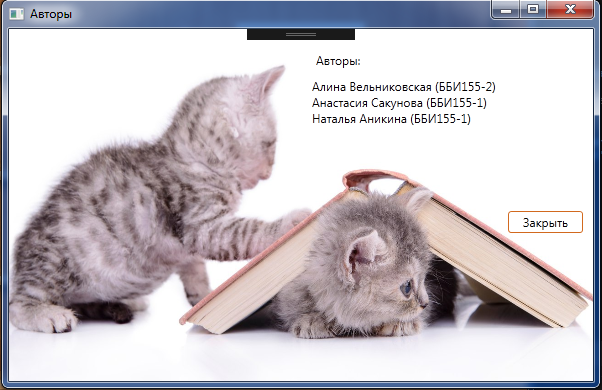 Авторы
Авторы:
Алина Вельниковская (ББИ155-2)
Анастасия Сакунова (ББИ155-1)
Наталья Аникина (ББИ155-1)
Закрыть